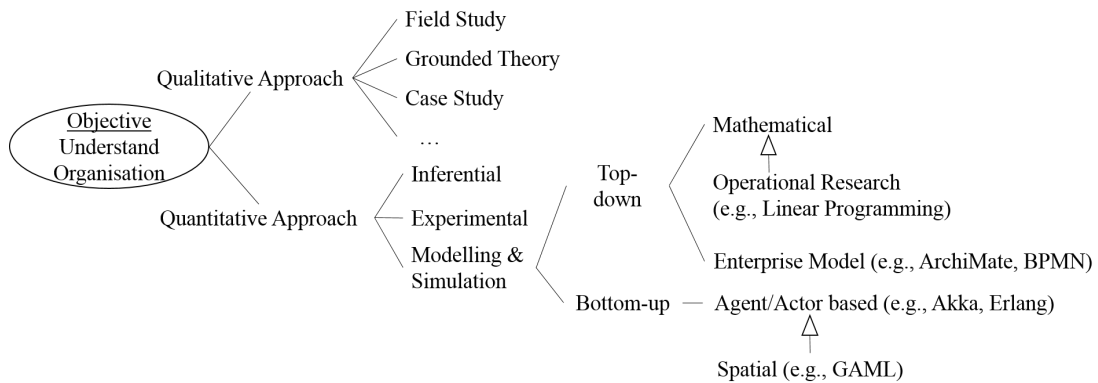 Field Study
Grounded Theory
Qualitative Approach
Case Study
Objective
Understand
Organisation
…
Mathematical
Inferential
Top-
down
Operational Research
(e.g., Linear Programming)
Quantitative Approach
Experimental
Modelling &
Simulation
Enterprise Model (e.g., ArchiMate, BPMN)
Bottom-up
Agent/Actor based (e.g., Akka, Erlang)
Spatial (e.g., GAML)